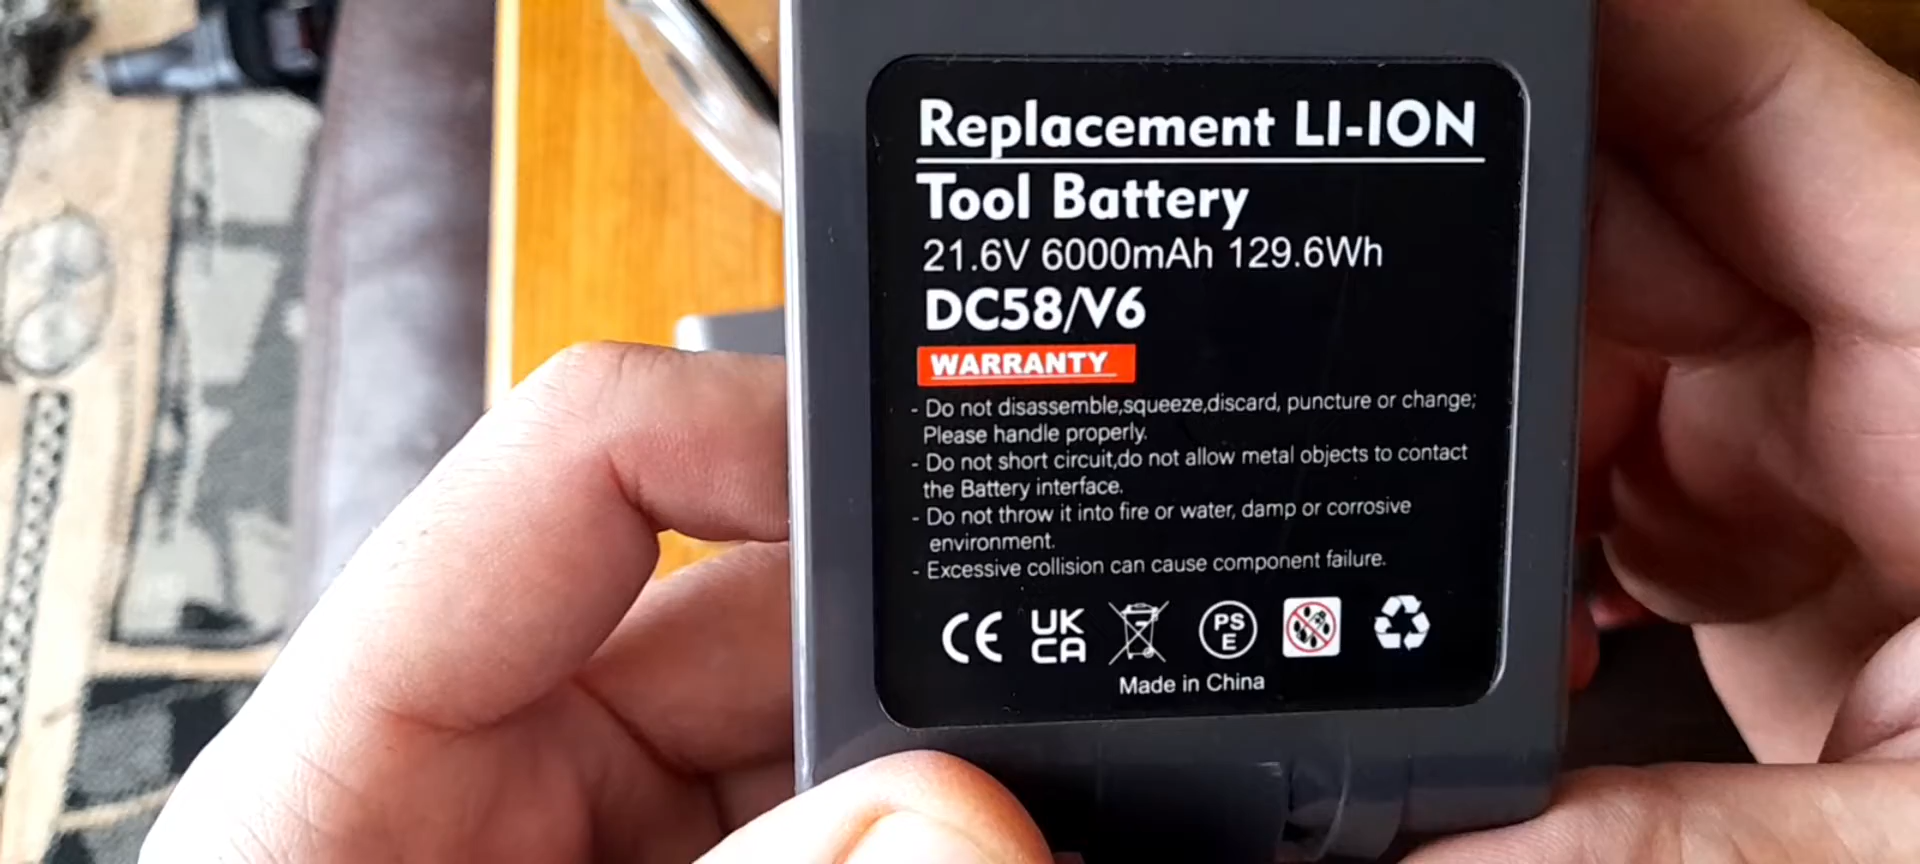 Replacement LI-ION
Tool Battery
21.6V 6000mAh 129.6Wh
DC58/V6
WARRANTY
- Do not disassemble,squeeze,discard, puncture or change;
Please handle properly.
- Do not short circuit,do not allow metal objects to contact
the Battery interface.
- Do not throw it into fire or water, damp or corrosive
environment.
- Excessive collision can cause component failure.
CE UK CA PS E
Made in China